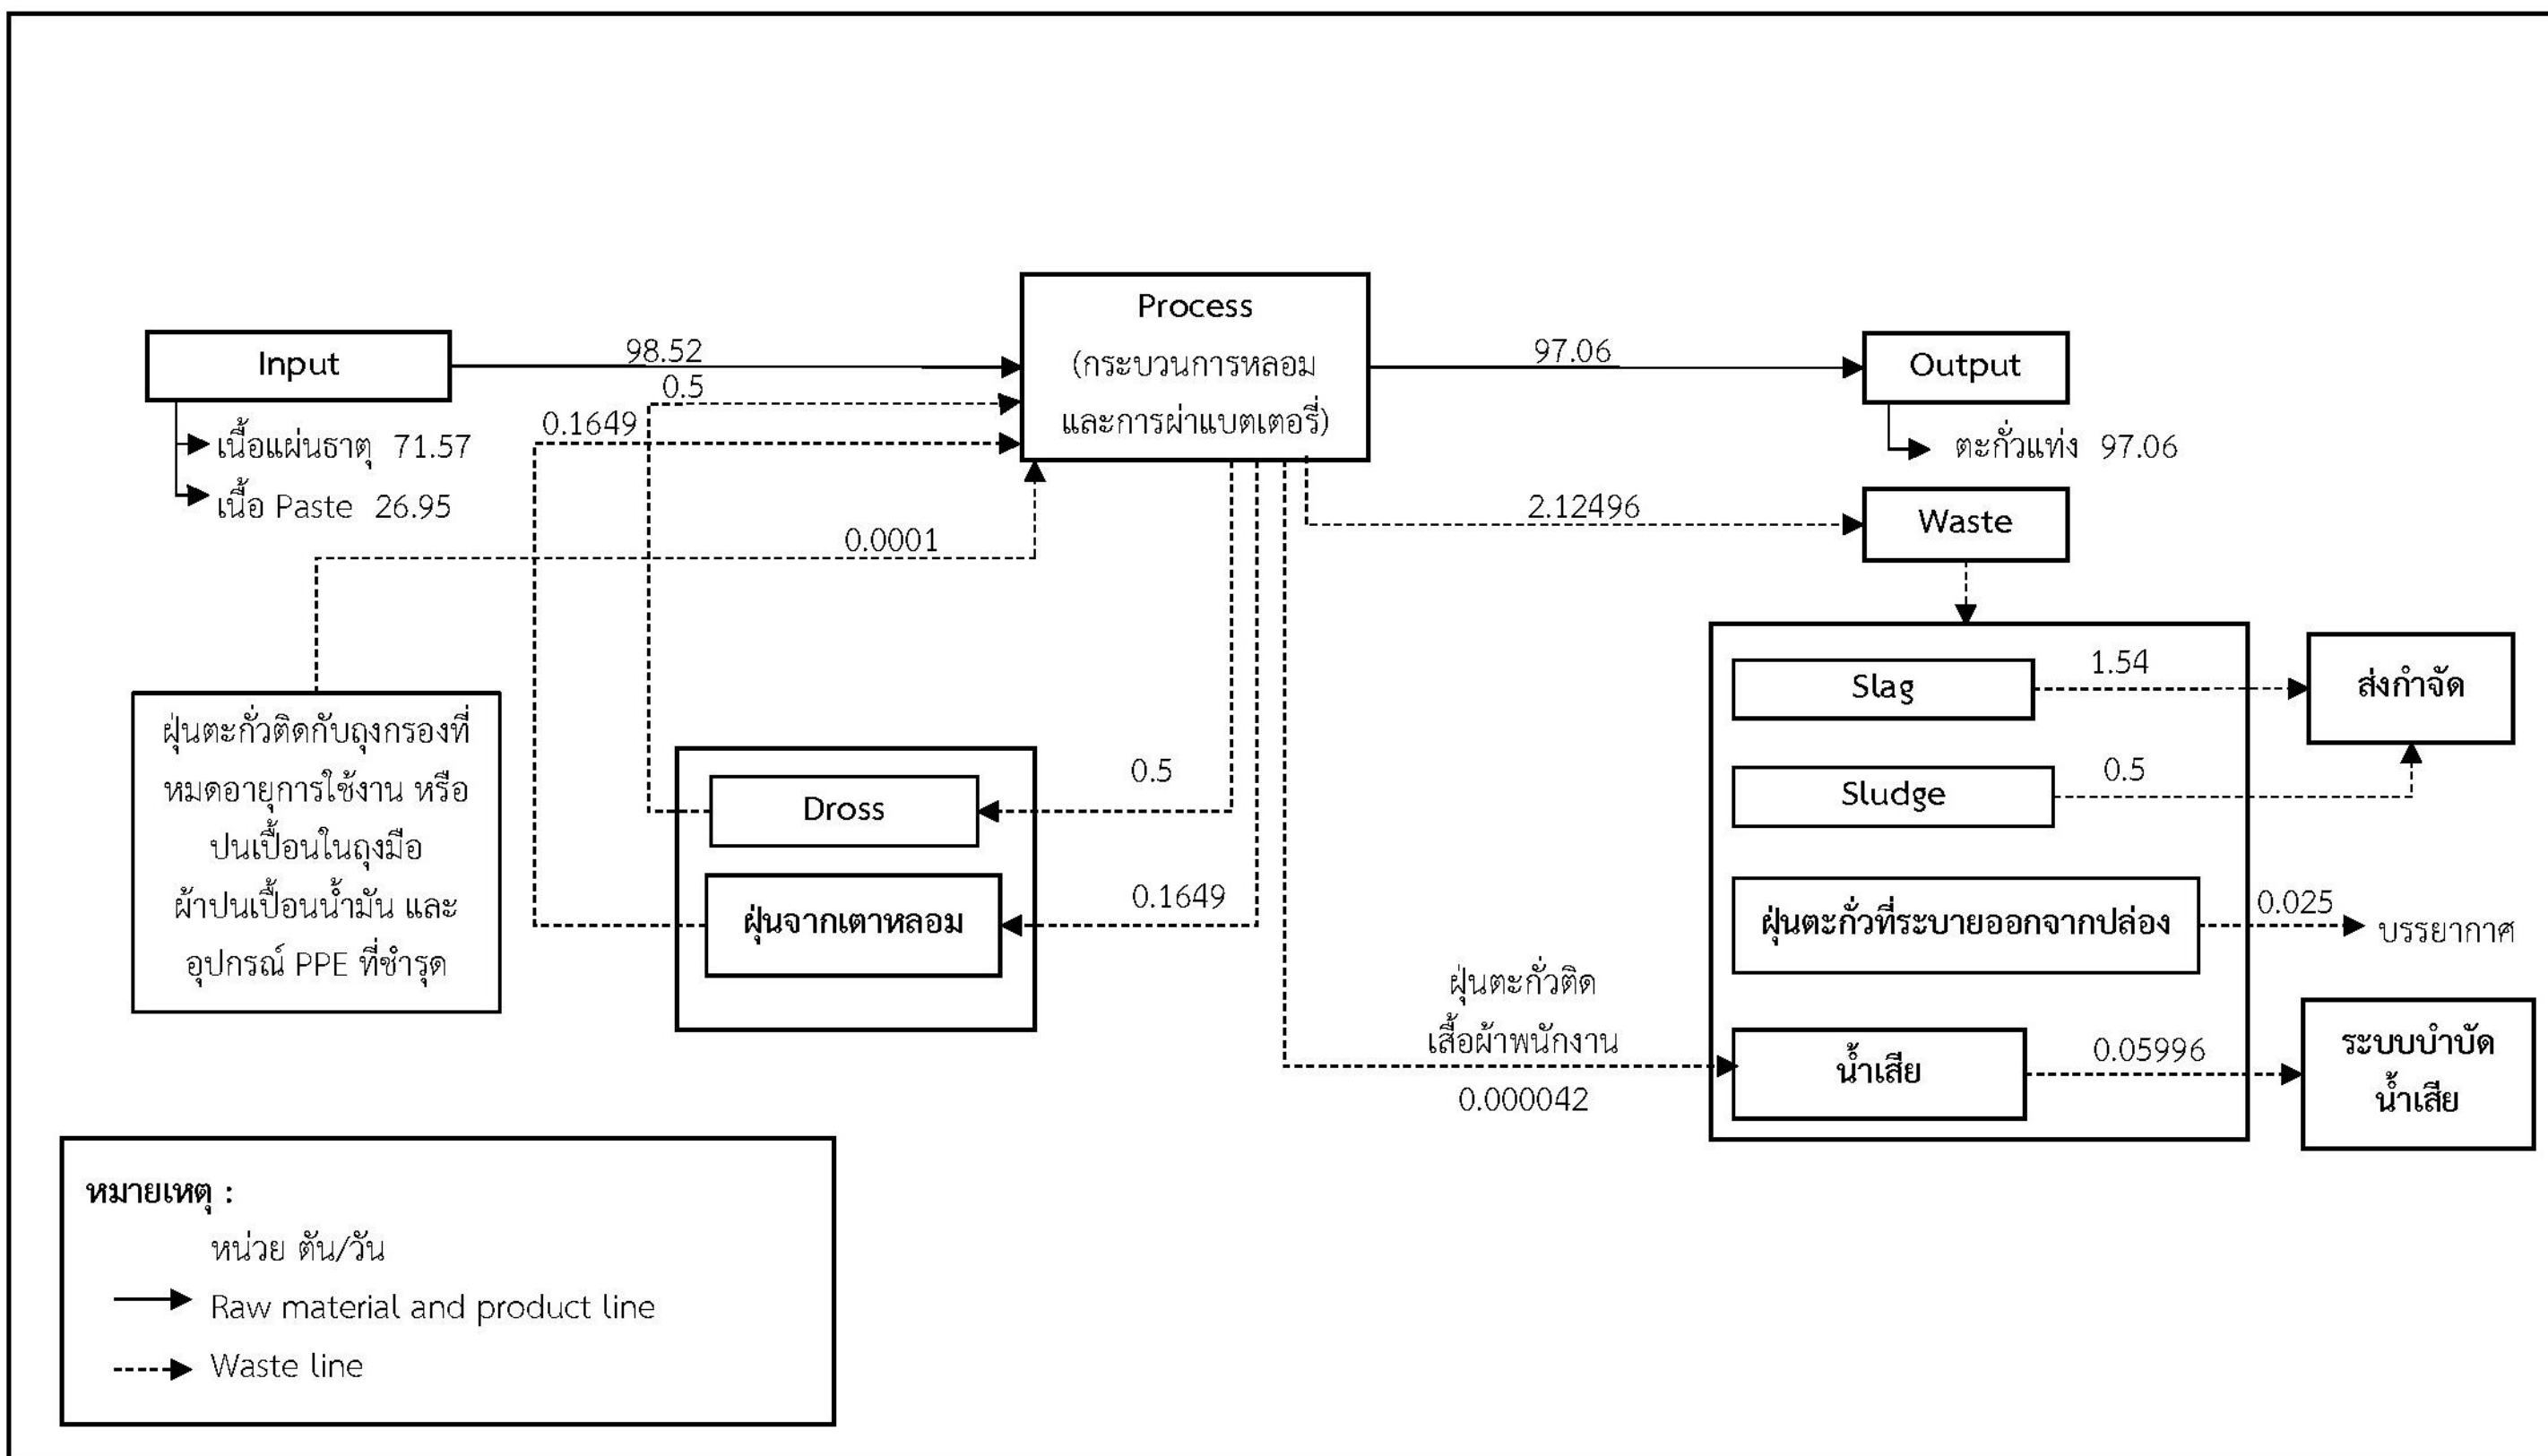 Process
(กระบวนการหลอม
และการผ่าแบตเตอรี่)
Input
98.52
0.5
0.1649
97.06
Output
เนื้อแผ่นธาตุ 71.57
เนื้อ Paste 26.95
ตะกั่วแท่ง 97.06
0.0001
2.12496
Waste
ฝุ่นตะกั่วติดกับถุงกรองที่
หมดอายุการใช้งาน หรือ
ปนเปื้อนในถุงมือ
ผ้าปนเปื้อนน้ำมัน และ
อุปกรณ์ PPE ที่ชำรุด
Dross
0.5
ฝุ่นจากเตาหลอม
0.1649
Slag
1.54
ส่งกำจัด
Sludge
0.5
ฝุ่นตะกั่วที่ระบายออกจากปล่อง
0.025
บรรยากาศ
ฝุ่นตะกั่วติด
เสื้อผ้าพนักงาน
0.000042
น้ำเสีย
0.05996
ระบบบำบัด
น้ำเสีย
หมายเหตุ :
หน่วย ตัน/วัน
Raw material and product line
Waste line